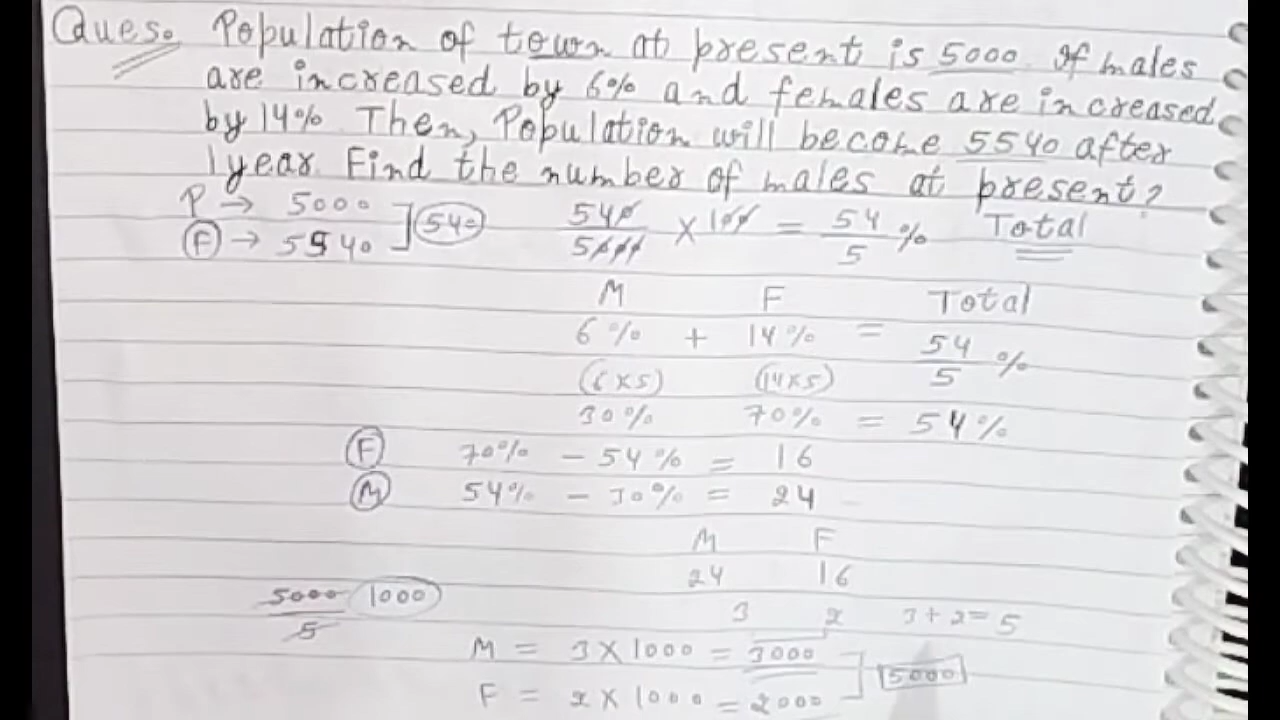 Ques. Population of town at present is 5000. If males
are increased by 6% and females are increased
by 14% Then, Population will become 5540 after
1 year Find the number of males at present?
P → 5000
540
540/5000 × 100 = 54/5 % Total
(F) → 5540
M F Total
6% + 14% = 54/5 %
(6×5) (14×5)
30% 70% = 54%
(F) 70% - 54% = 16
(M) 54% - 30% = 24
M F
24 16
5000/5 1000
3 2 3+2=5
M = 3 × 1000 = 3000
5000
F = 2 × 1000 = 2000